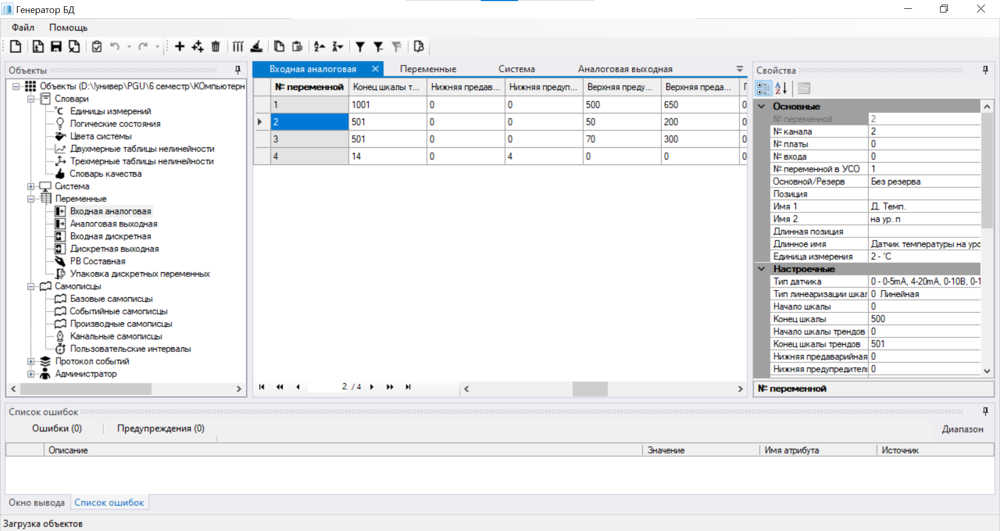 Генератор БД
Файл Помощь
Объекты
Объекты (D:\!универ\PGU\6 семестр\КОмпьютерн
Словари
°C Единицы измерений
Логические состояния
Цвета системы
Двухмерные таблицы нелинейности
Трехмерные таблицы нелинейности
Словарь качества
Система
Переменные
Входная аналоговая
Аналоговая выходная
Входная дискретная
Дискретная выходная
РВ Составная
Упаковка дискретных переменных
Самописцы
Базовые самописцы
Событийные самописцы
Производные самописцы
Канальные самописцы
Пользовательские интервалы
Протокол событий
Администратор
Входная аналоговая Переменные Система Аналоговая выходная
№ переменной Конец шкалы т... Нижняя предав... Нижняя предуп... Верхняя преду... Верхняя преда...
1 1001 0 0 500 650 0
2 501 0 0 50 200 0
3 501 0 0 70 300 0
4 14 0 4 0 0 0
2 / 4
Свойства
Основные
№ переменной 2
№ канала 2
№ платы 0
№ входа 0
№ переменной в УСО 1
Основной/Резерв Без резерва
Позиция
Имя 1 Д. Темп.
Имя 2 на ур. п
Длинная позиция
Длинное имя Датчик температуры на уро
Единица измерения 2 - °C
Настроечные
Тип датчика 0 - 0-5mA, 4-20mA, 0-10В, 0-1
Тип линеаризации шкал 0 Линейная
Начало шкалы 0
Конец шкалы 500
Начало шкалы трендов 0
Конец шкалы трендов 501
Нижняя предаварийная 0
Нижняя предупредител 0
№ переменной
Список ошибок
Ошибки (0) Предупреждения (0) Диапазон
Описание Значение Имя атрибута Источник
Окно вывода Список ошибок
Загрузка объектов